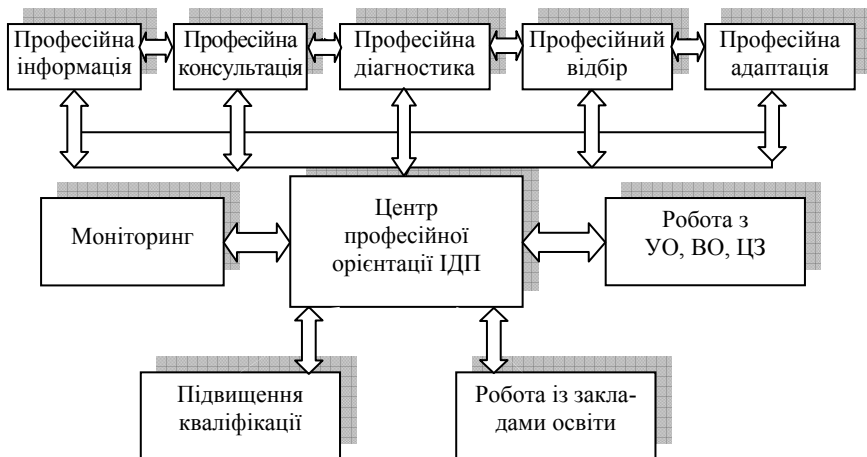 Професійна
інформація
Професійна
консультація
Професійна
діагностика
Професійний
відбір
Професійна
адаптація
Моніторинг
Центр
професійної
орієнтації ІДП
Робота з
УО, ВО, ЦЗ
Підвищення
кваліфікації
Робота із закла-
дами освіти